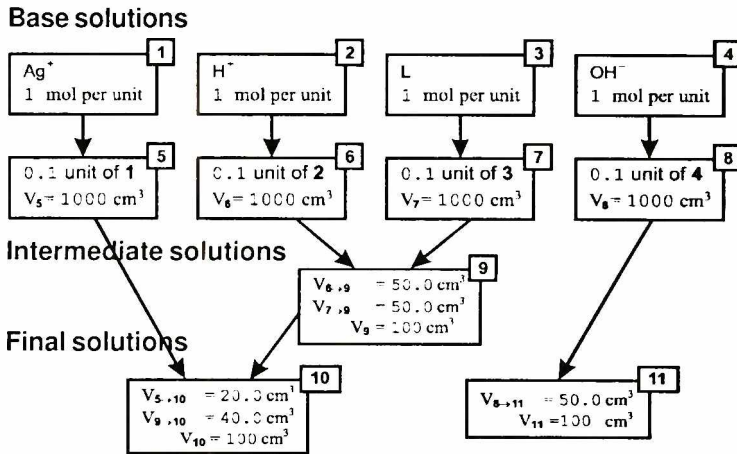 Base solutions
1
2
3
4
Ag⁺
1 mol per unit
H⁺
1 mol per unit
L
1 mol per unit
OH⁻
1 mol per unit
5
6
7
8
0.1 unit of 1
V₅= 1000 cm³
0.1 unit of 2
V₆= 1000 cm³
0.1 unit of 3
V₇= 1000 cm³
0.1 unit of 4
V₈= 1000 cm³
Intermediate solutions
9
V₆→₉ = 50.0 cm³
V₇→₉ = 50.0 cm³
V₉ = 100 cm³
Final solutions
10
11
V₅→₁₀ = 20.0 cm³
V₉→₁₀ = 40.0 cm³
V₁₀ = 100 cm³
V₈→₁₁ = 50.0 cm³
V₁₁ =100 cm³